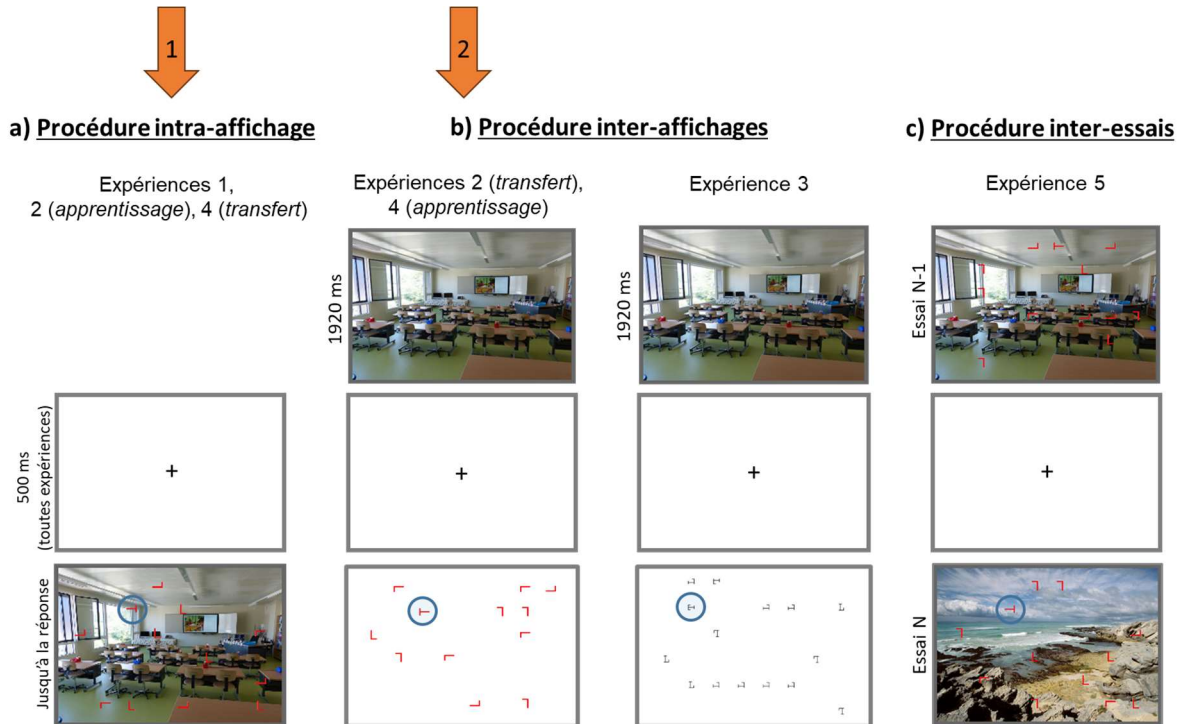 1
2
a) Procédure intra-affichage
b) Procédure inter-affichages
c) Procédure inter-essais
Expériences 1,
2 (apprentissage), 4 (transfert)
Expériences 2 (transfert),
4 (apprentissage)
Expérience 3
Expérience 5
1920 ms
1920 ms
Essai N-1
500 ms
(toutes expériences)
+
+
+
+
Jusqu'à la réponse
Essai N